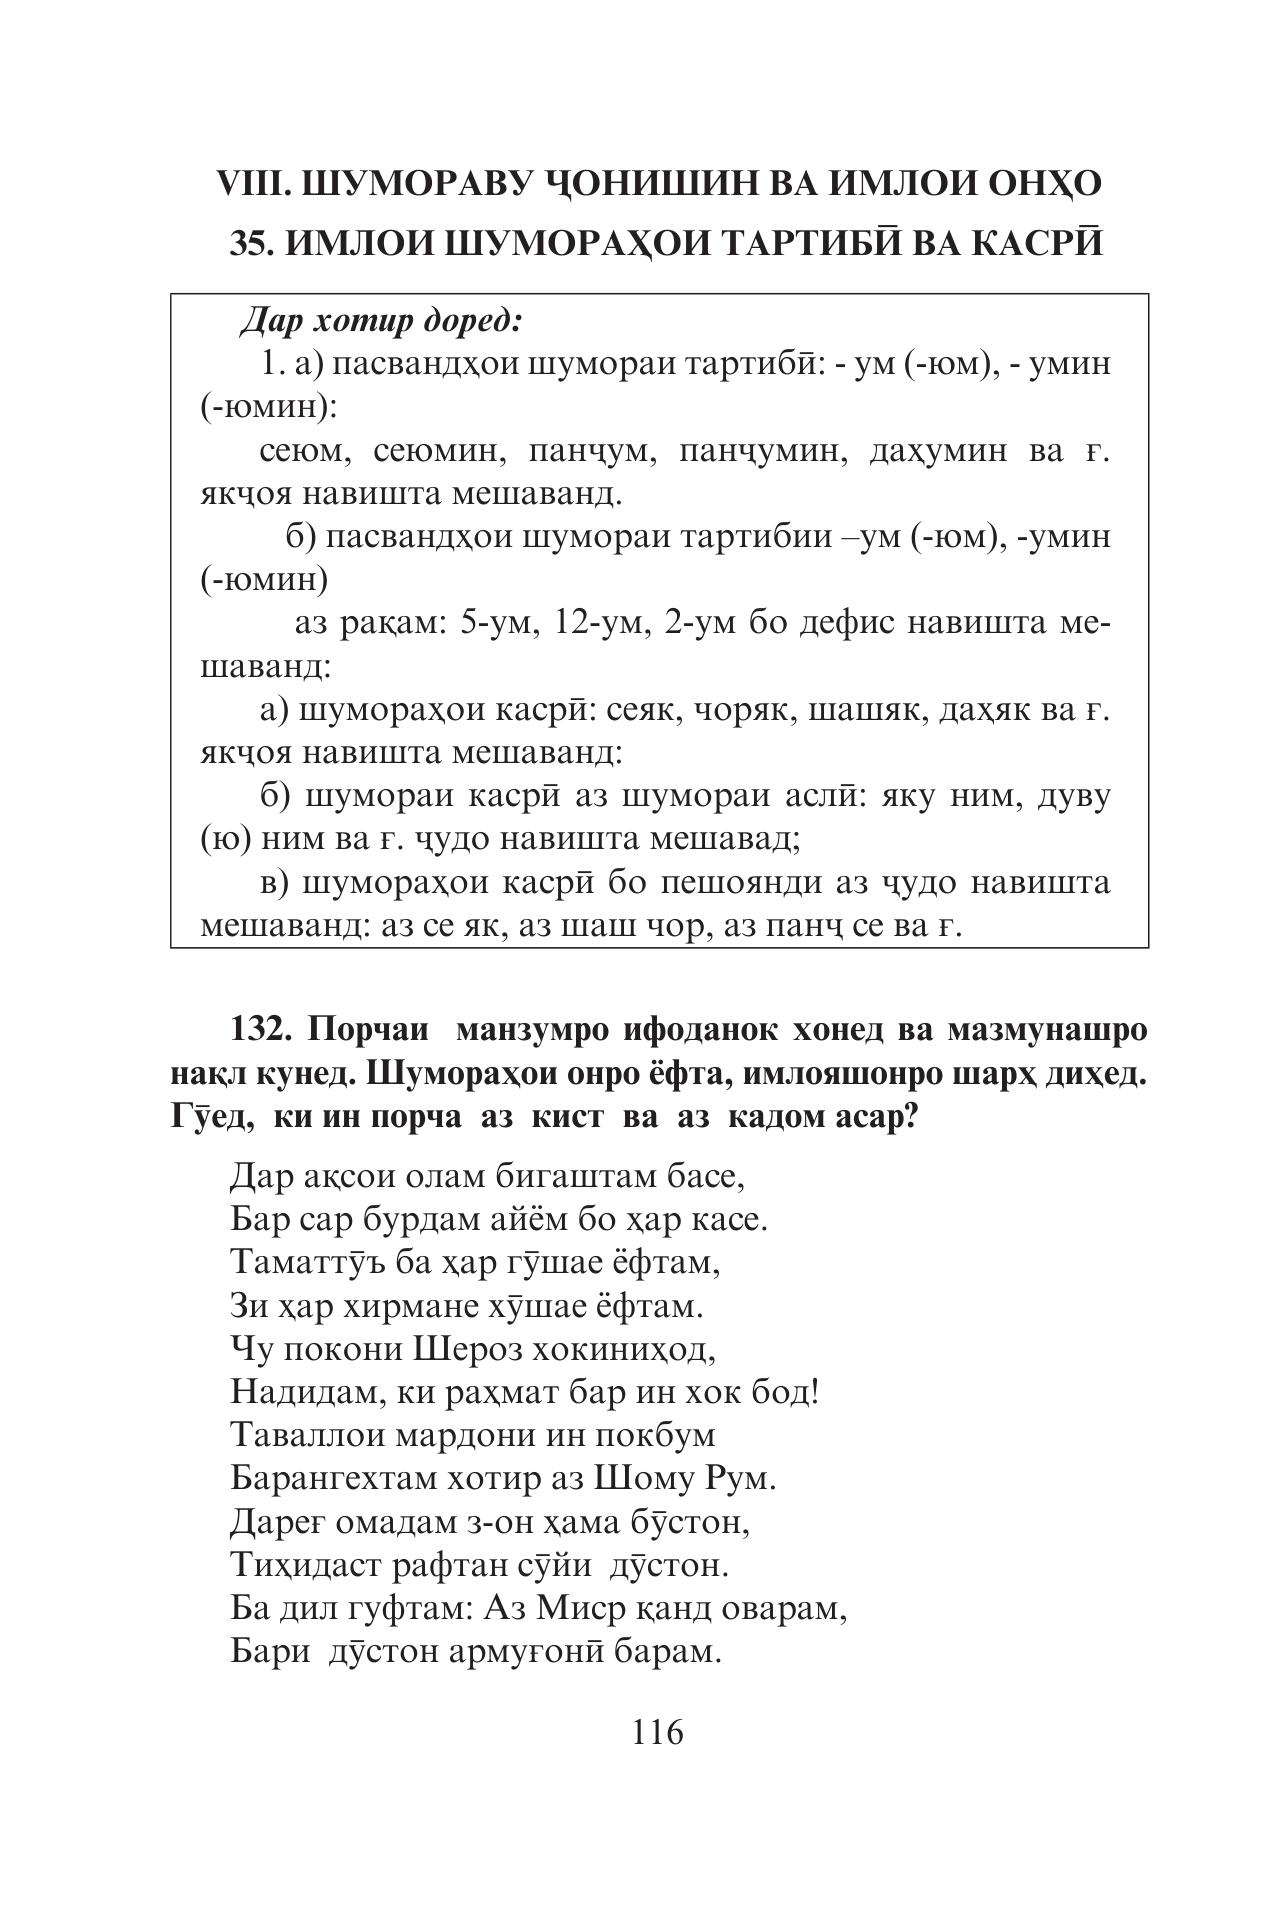 VIII. ШУМОРАВУ ҶОНИШИН ВА ИМЛОИ ОНҲО
35. ИМЛОИ ШУМОРАҲОИ ТАРТИБӢ ВА КАСРӢ
Дар хотир доред:
1. а) пасвандҳои шумораи тартибӣ: - ум (-юм), - умин
(-юмин):
сеюм, сеюмин, панҷум, панҷумин, даҳумин ва ғ.
якҷоя навишта мешаванд.
б) пасвандҳои шумораи тартибии –ум (-юм), -умин
(-юмин)
аз рақам: 5-ум, 12-ум, 2-ум бо дефис навишта ме-
шаванд:
а) шумораҳои касрӣ: сеяк, чоряк, шашяк, даҳяк ва ғ.
якҷоя навишта мешаванд:
б) шумораи касрӣ аз шумораи аслӣ: яку ним, дуву
(ю) ним ва ғ. ҷудо навишта мешавад;
в) шумораҳои касрӣ бо пешоянди аз ҷудо навишта
мешаванд: аз се як, аз шаш чор, аз панҷ се ва ғ.
132. Порчаи манзумро ифоданок хонед ва мазмунашро
нақл кунед. Шумораҳои онро ёфта, имлояшонро шарҳ диҳед.
Гӯед, ки ин порча аз кист ва аз кадом асар?
Дар ақсои олам бигаштам басе,
Бар сар бурдам айём бо ҳар касе.
Таматтӯъ ба ҳар гӯшае ёфтам,
Зи ҳар хирмане хӯшае ёфтам.
Чу покони Шероз хокиниҳод,
Надидам, ки раҳмат бар ин хок бод!
Таваллои мардони ин покбум
Барангехтам хотир аз Шому Рум.
Дареғ омадам з-он ҳама бӯстон,
Тиҳидаст рафтан сӯйи дӯстон.
Ба дил гуфтам: Аз Миср қанд оварам,
Бари дӯстон армуғонӣ барам.
116